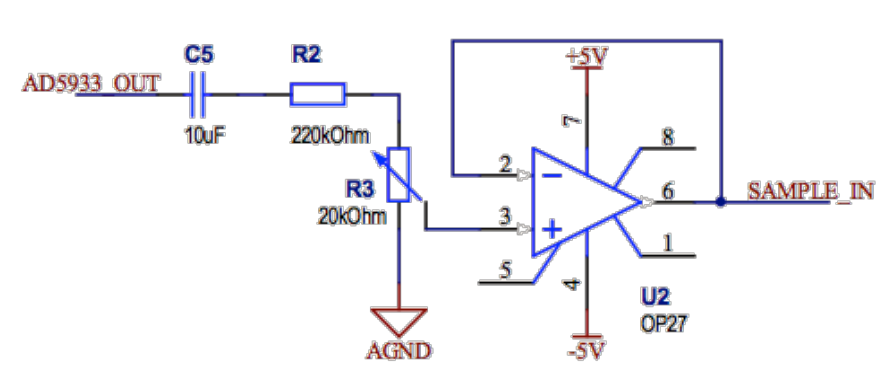 C5
R2
+5V
AD5933_OUT
10uF
220kOhm
7
8
2
−
R3
20kOhm
6
SAMPLE_IN
3
+
1
5
4
U2
OP27
AGND
-5V